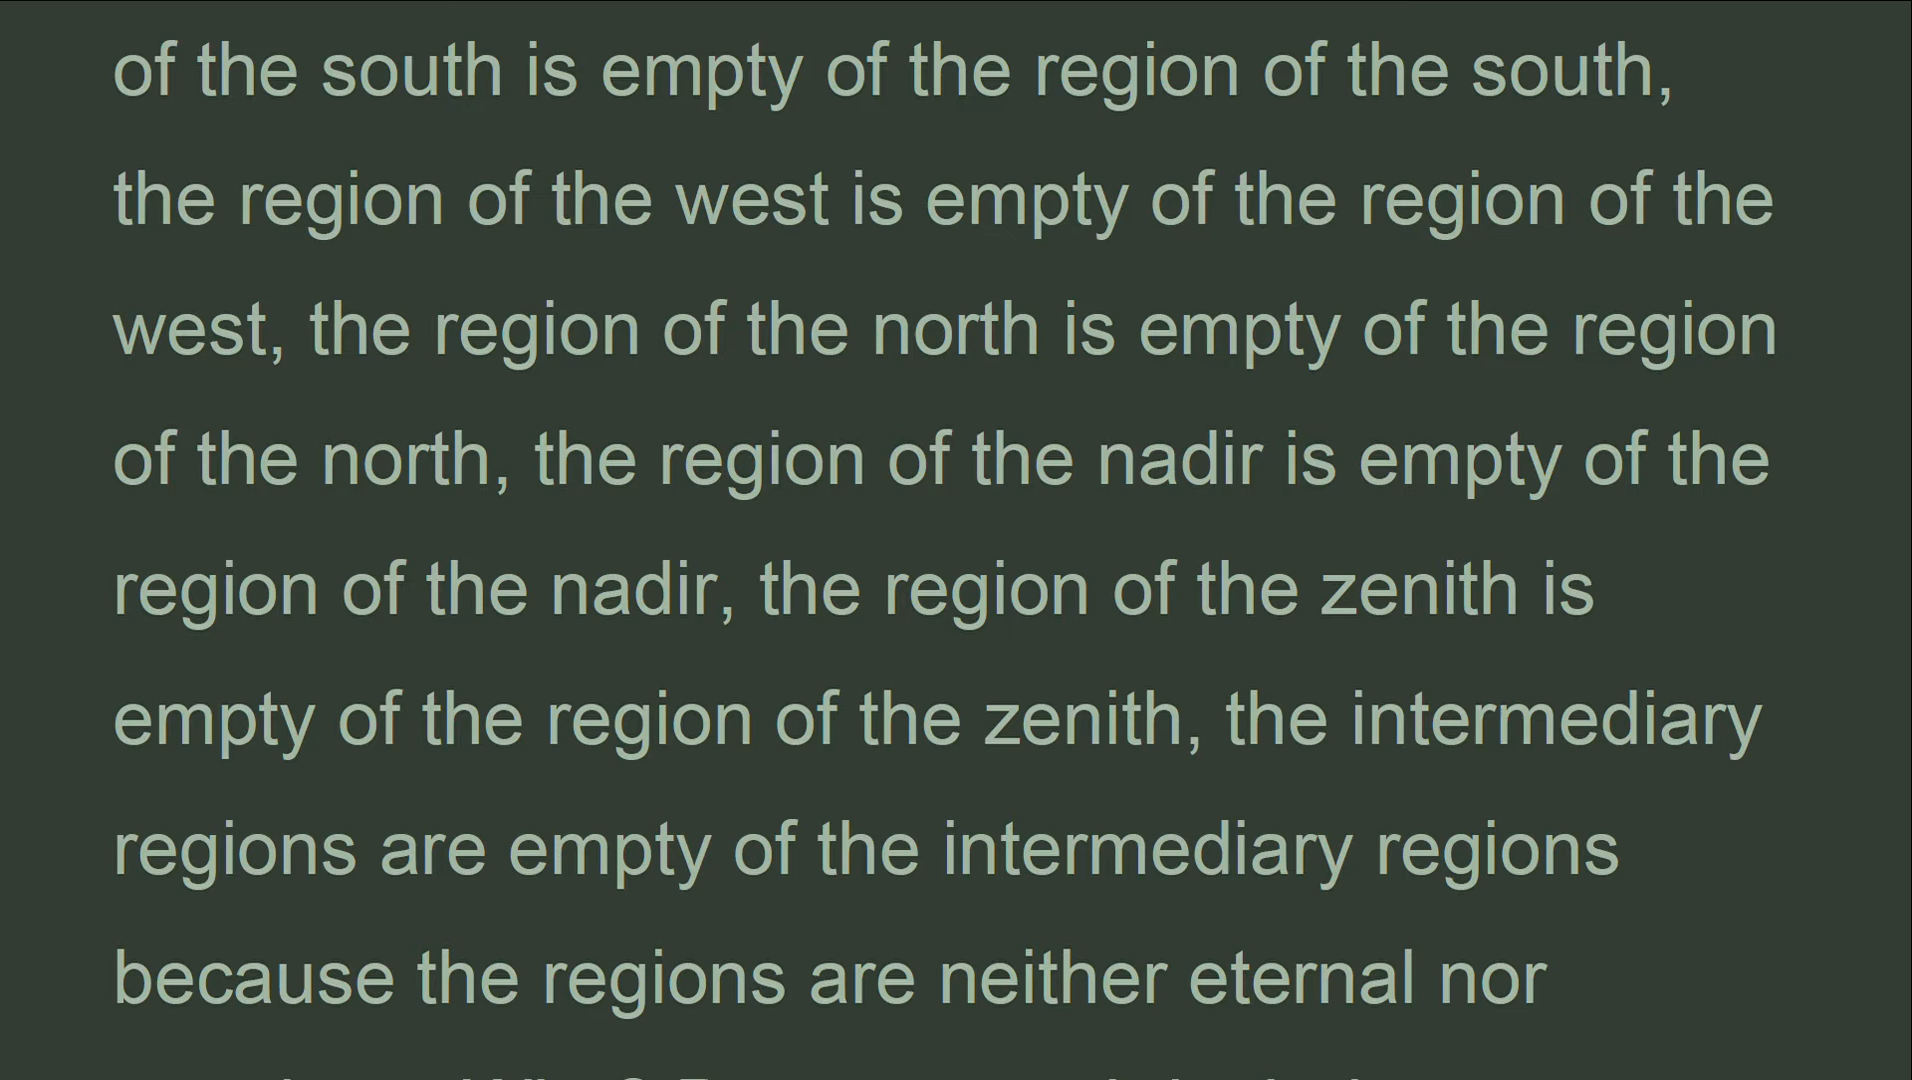 of the south is empty of the region of the south,
the region of the west is empty of the region of the
west, the region of the north is empty of the region
of the north, the region of the nadir is empty of the
region of the nadir, the region of the zenith is
empty of the region of the zenith, the intermediary
regions are empty of the intermediary regions
because the regions are neither eternal nor